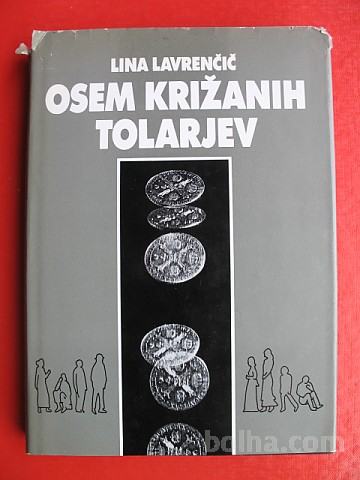 LINA LAVRENČIČ
OSEM KRIŽANIH
TOLARJEV
bolha.com